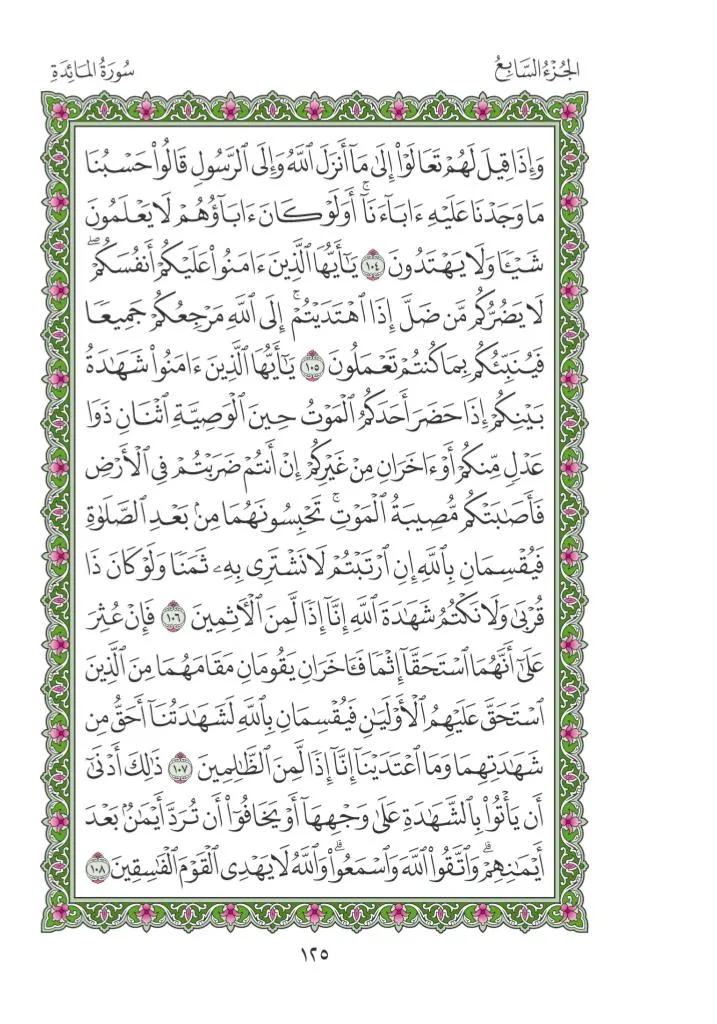 الجُزْءُ السَّابِعُ
سُورَةُ المَائِدَةِ
وَإِذَا قِيلَ لَهُمْ تَعَالَوْا۟ إِلَىٰ مَآ أَنزَلَ ٱللَّهُ وَإِلَى ٱلرَّسُولِ قَالُوا۟ حَسْبُنَا
مَا وَجَدْنَا عَلَيْهِ ءَابَآءَنَآ ۚ أَوَلَوْ كَانَ ءَابَآؤُهُمْ لَا يَعْلَمُونَ
شَيْـًٔا وَلَا يَهْتَدُونَ ١٠٤ يَـٰٓأَيُّهَا ٱلَّذِينَ ءَامَنُوا۟ عَلَيْكُمْ أَنفُسَكُمْ ۖ
لَا يَضُرُّكُم مَّن ضَلَّ إِذَا ٱهْتَدَيْتُمْ ۚ إِلَى ٱللَّهِ مَرْجِعُكُمْ جَمِيعًا
فَيُنَبِّئُكُم بِمَا كُنتُمْ تَعْمَلُونَ ١٠٥ يَـٰٓأَيُّهَا ٱلَّذِينَ ءَامَنُوا۟ شَهَـٰدَةُ
بَيْنِكُمْ إِذَا حَضَرَ أَحَدَكُمُ ٱلْمَوْتُ حِينَ ٱلْوَصِيَّةِ ٱثْنَانِ ذَوَا
عَدْلٍ مِّنكُمْ أَوْ ءَاخَرَانِ مِنْ غَيْرِكُمْ إِنْ أَنتُمْ ضَرَبْتُمْ فِى ٱلْأَرْضِ
فَأَصَـٰبَتْكُم مُّصِيبَةُ ٱلْمَوْتِ ۚ تَحْبِسُونَهُمَا مِنۢ بَعْدِ ٱلصَّلَوٰةِ
فَيُقْسِمَانِ بِٱللَّهِ إِنِ ٱرْتَبْتُمْ لَا نَشْتَرِى بِهِۦ ثَمَنًا وَلَوْ كَانَ ذَا
قُرْبَىٰ وَلَا نَكْتُمُ شَهَـٰدَةَ ٱللَّهِ إِنَّآ إِذًا لَّمِنَ ٱلْـَٔاثِمِينَ ١٠٦ فَإِنْ عُثِرَ
عَلَىٰٓ أَنَّهُمَا ٱسْتَحَقَّآ إِثْمًا فَـَٔاخَرَانِ يَقُومَانِ مَقَامَهُمَا مِنَ ٱلَّذِينَ
ٱسْتَحَقَّ عَلَيْهِمُ ٱلْأَوْلَيَـٰنِ فَيُقْسِمَانِ بِٱللَّهِ لَشَهَـٰدَتُنَآ أَحَقُّ مِن
شَهَـٰدَتِهِمَا وَمَا ٱعْتَدَيْنَآ إِنَّآ إِذًا لَّمِنَ ٱلظَّـٰلِمِينَ ١٠٧ ذَٰلِكَ أَدْنَىٰٓ
أَن يَأْتُوا۟ بِٱلشَّهَـٰدَةِ عَلَىٰ وَجْهِهَآ أَوْ يَخَافُوٓا۟ أَن تُرَدَّ أَيْمَـٰنٌۢ بَعْدَ
أَيْمَـٰنِهِمْ ۗ وَٱتَّقُوا۟ ٱللَّهَ وَٱسْمَعُوا۟ ۗ وَٱللَّهُ لَا يَهْدِى ٱلْقَوْمَ ٱلْفَـٰسِقِينَ ١٠٨
١٢٥